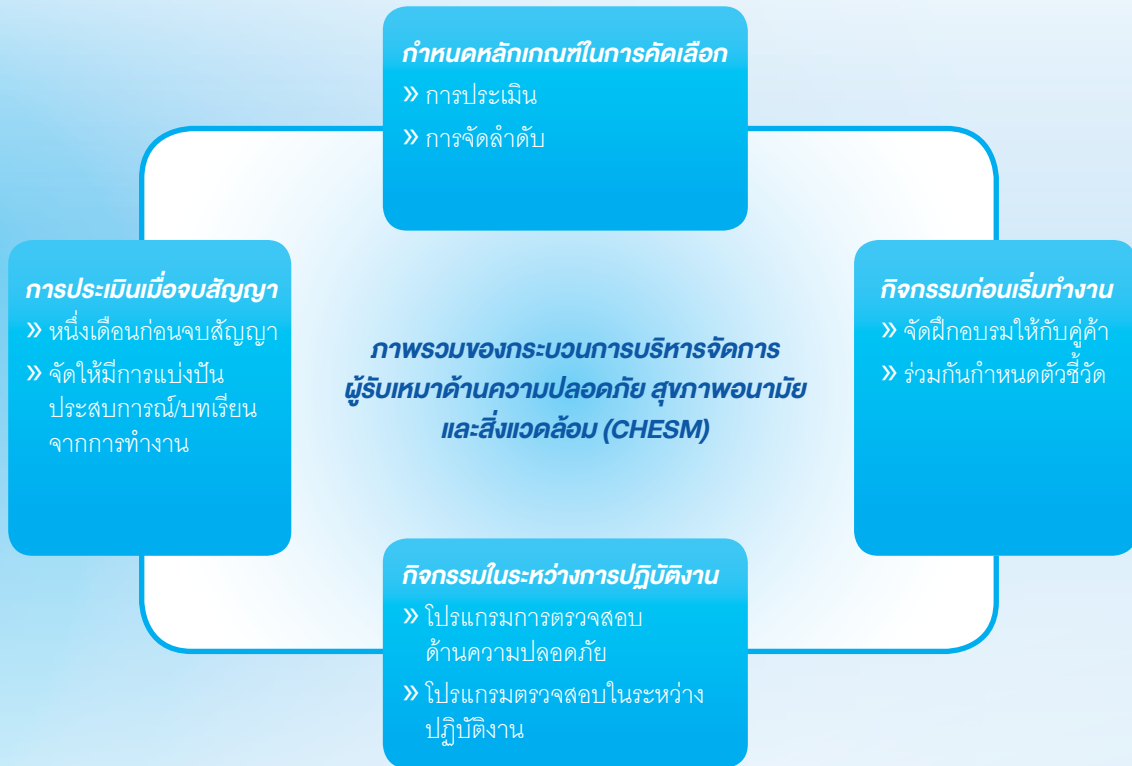 กำหนดหลักเกณฑ์ในการคัดเลือก
» การประเมิน
» การจัดลำดับ
การประเมินเมื่อจบสัญญา
» หนึ่งเดือนก่อนจบสัญญา
» จัดให้มีการแบ่งปัน
ประสบการณ์/บทเรียน
จากการทำงาน
ภาพรวมของกระบวนการบริหารจัดการ
ผู้รับเหมาด้านความปลอดภัย สุขภาพอนามัย
และสิ่งแวดล้อม (CHESM)
กิจกรรมก่อนเริ่มทำงาน
» จัดฝึกอบรมให้กับคู่ค้า
» ร่วมกันกำหนดตัวชี้วัด
กิจกรรมในระหว่างการปฏิบัติงาน
» โปรแกรมการตรวจสอบ
ด้านความปลอดภัย
» โปรแกรมตรวจสอบในระหว่าง
ปฏิบัติงาน